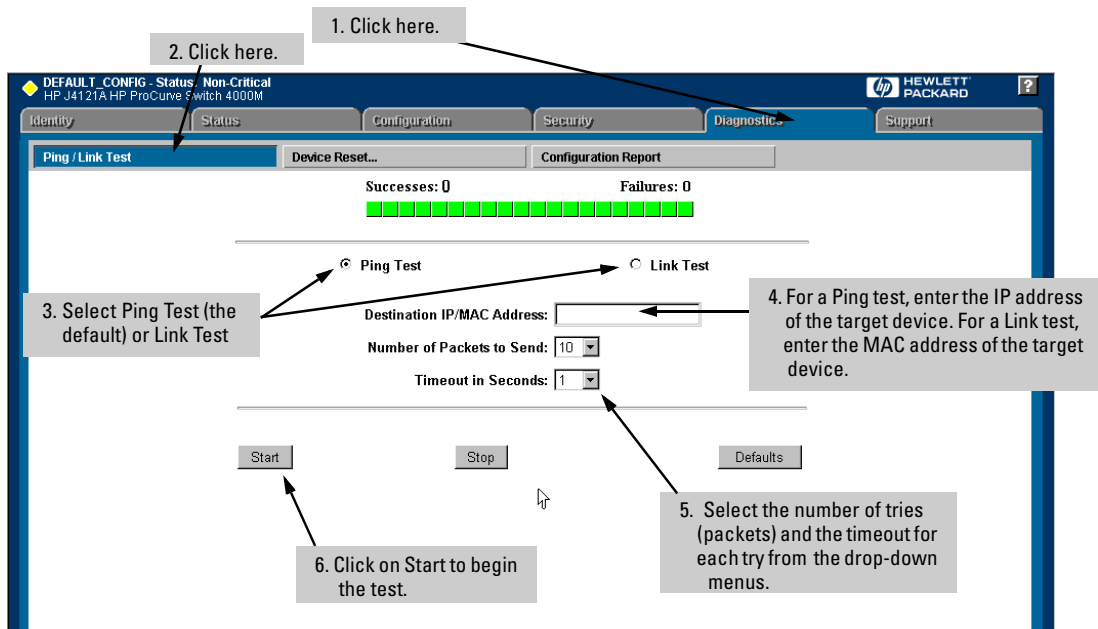 1. Click here.
2. Click here.
DEFAULT_CONFIG - Status: Non-Critical
HP J4121A HP ProCurve Switch 4000M
hp HEWLETT
PACKARD
?
Identity
Status
Configuration
Security
Diagnostics
Support
Ping / Link Test
Device Reset...
Configuration Report
Successes: 0
Failures: 0
Ping Test
Link Test
3. Select Ping Test (the
default) or Link Test
Destination IP/MAC Address:
4. For a Ping test, enter the IP address
of the target device. For a Link test,
enter the MAC address of the target
device.
Number of Packets to Send: 10
Timeout in Seconds: 1
Start
Stop
Defaults
5. Select the number of tries
(packets) and the timeout for
each try from the drop-down
menus.
6. Click on Start to begin
the test.